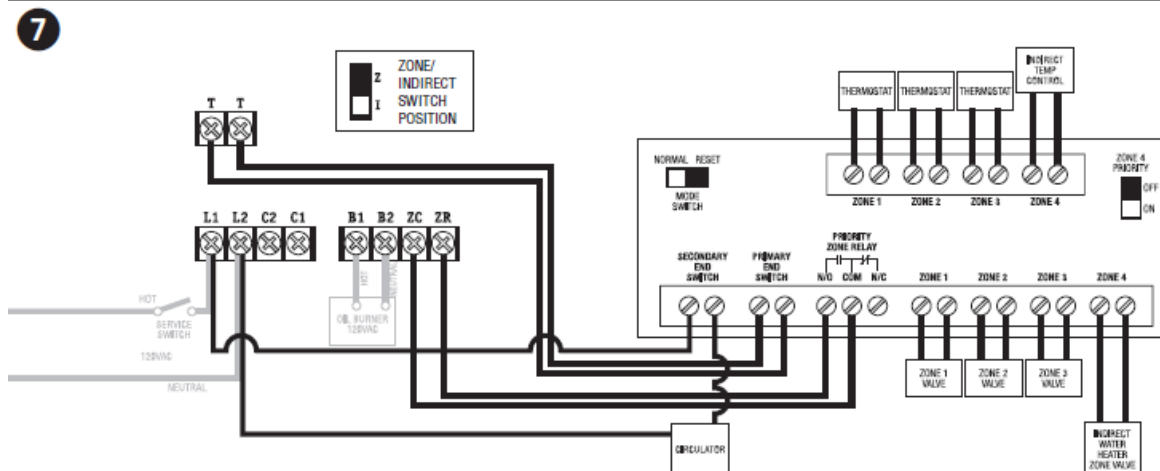 7
ZONE/
INDIRECT
SWITCH
POSITION
Z
I
T T
INDIRECT
TEMP
CONTROL
THERMOSTAT THERMOSTAT THERMOSTAT
NORMAL RESET
MODE
SWITCH
ZONE 4
PRIORITY
OFF
ON
ZONE 1 ZONE 2 ZONE 3 ZONE 4
L1 L2 C2 C1 B1 B2 ZC ZR
SECONDARY
END
SWITCH
PRIMARY
END
SWITCH
PRIORITY
ZONE RELAY
N/O COM N/C
ZONE 1 ZONE 2 ZONE 3 ZONE 4
HOT
NEUTRAL
HOT
SERVICE
SWITCH
OIL BURNER
120VAC
120VAC
NEUTRAL
ZONE 1
VALVE
ZONE 2
VALVE
ZONE 3
VALVE
CIRCULATOR
INDIRECT
WATER
HEATER
ZONE VALVE